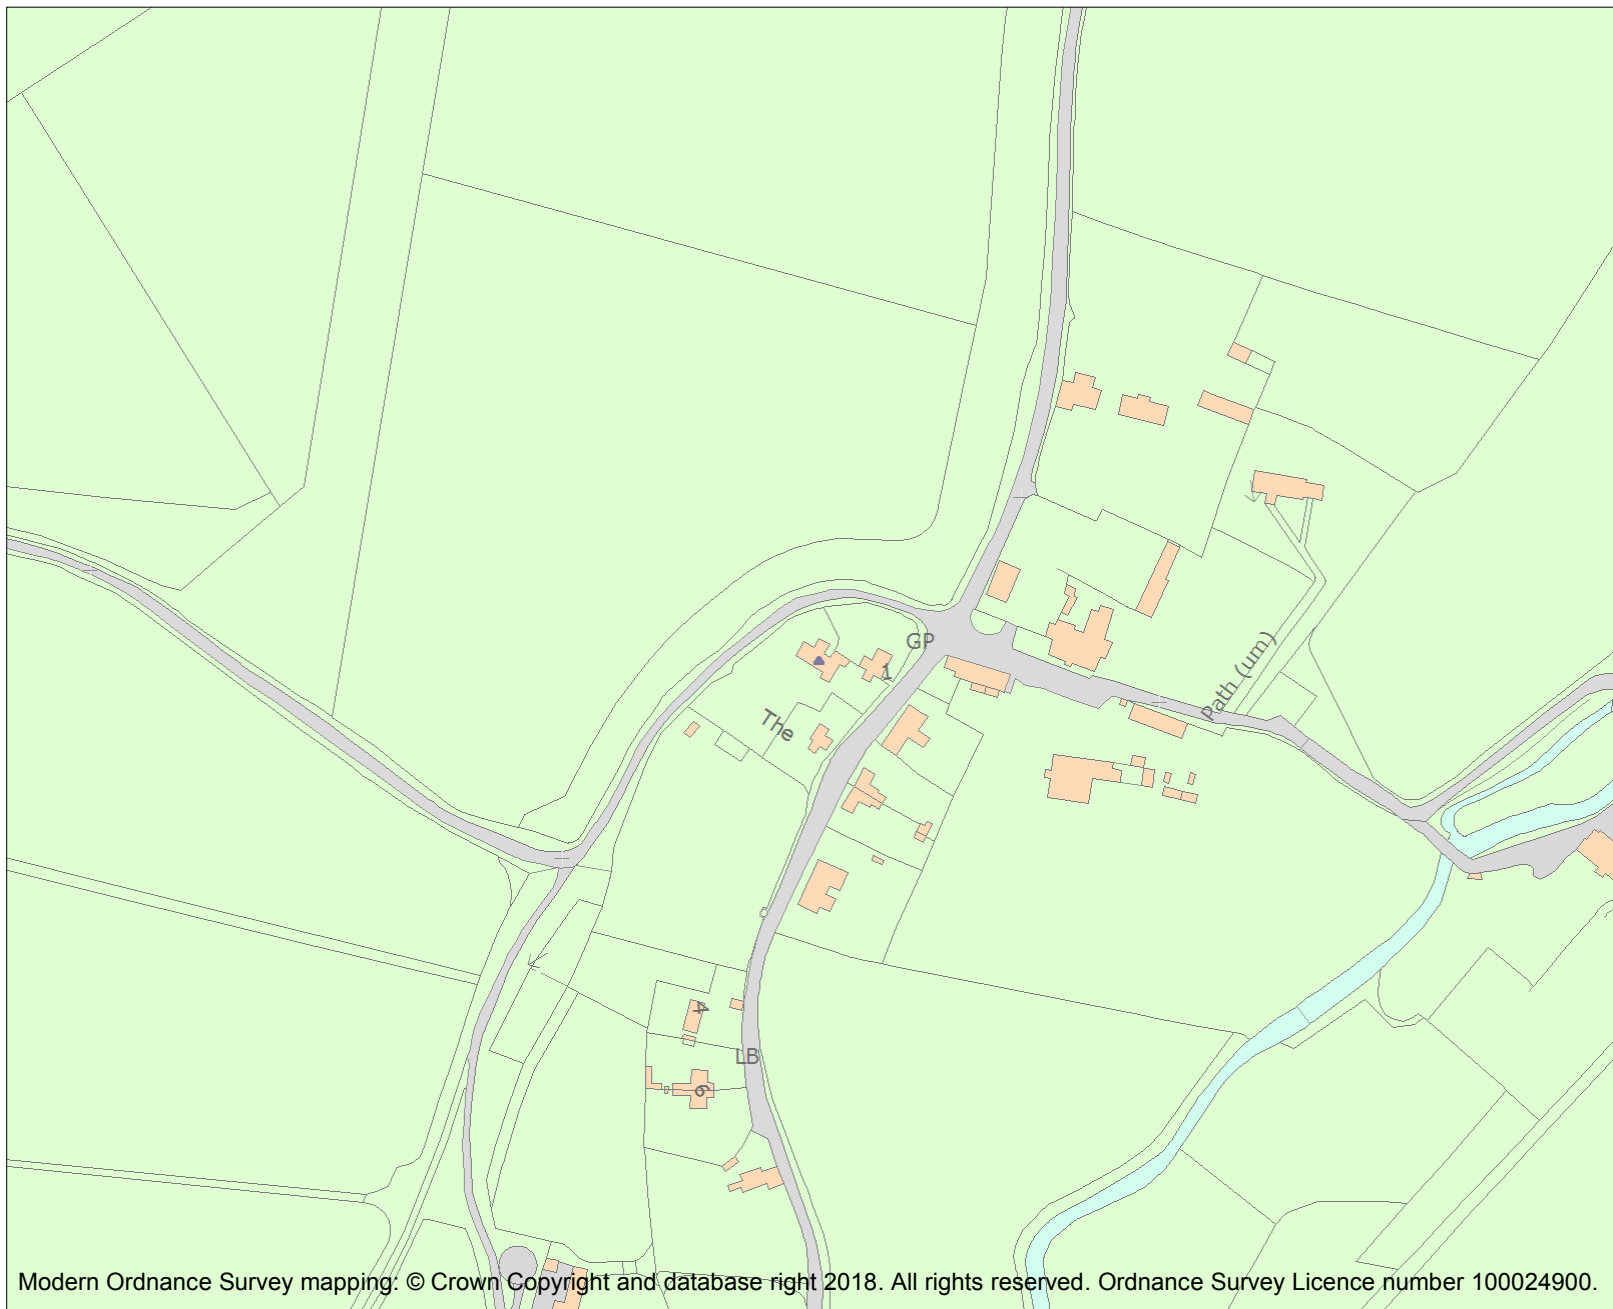 GP
1
Path (um)
The
4
LB
6
Modern Ordnance Survey mapping: © Crown Copyright and database right 2018. All rights reserved. Ordnance Survey Licence number 100024900.